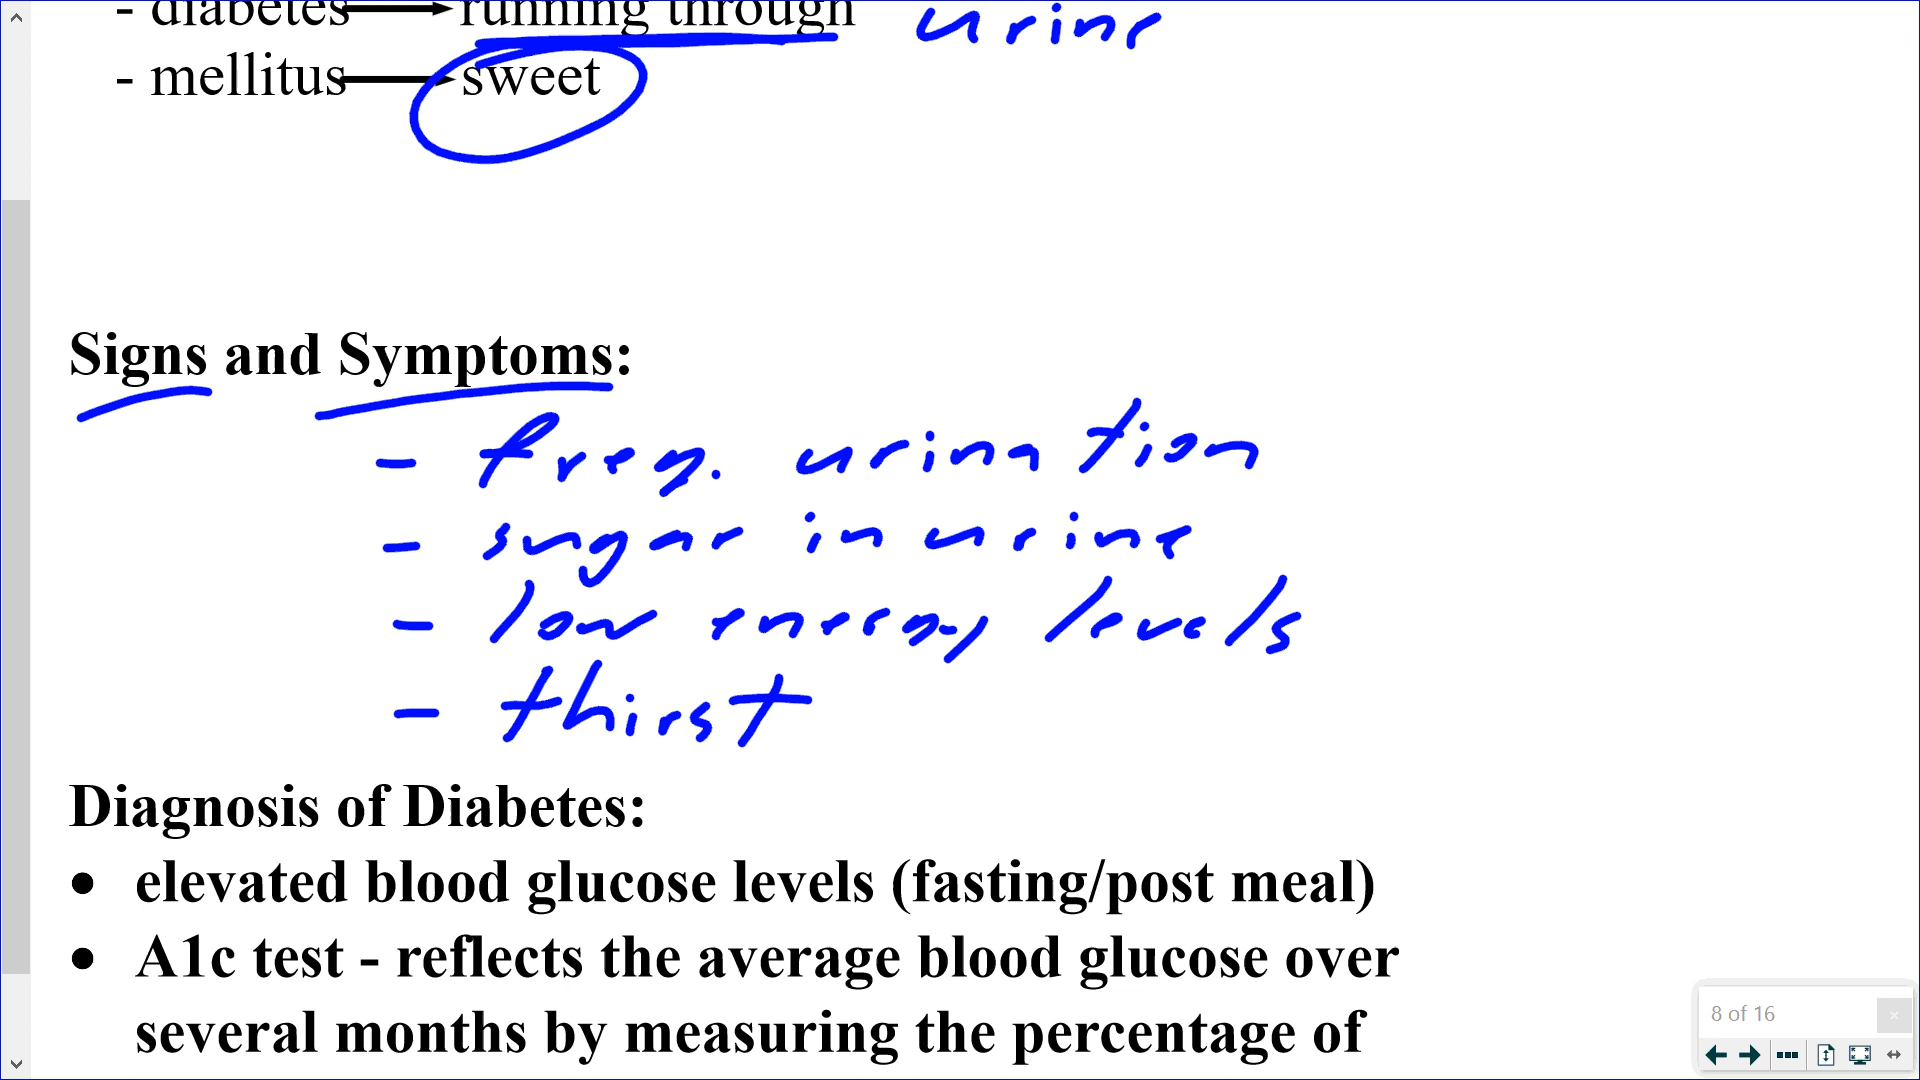 - diabetes → running through urine
- mellitus → sweet
Signs and Symptoms:
- freq. urination
- sugar in urine
- low energy levels
- thirst
Diagnosis of Diabetes:
• elevated blood glucose levels (fasting/post meal)
• A1c test - reflects the average blood glucose over
several months by measuring the percentage of
8 of 16